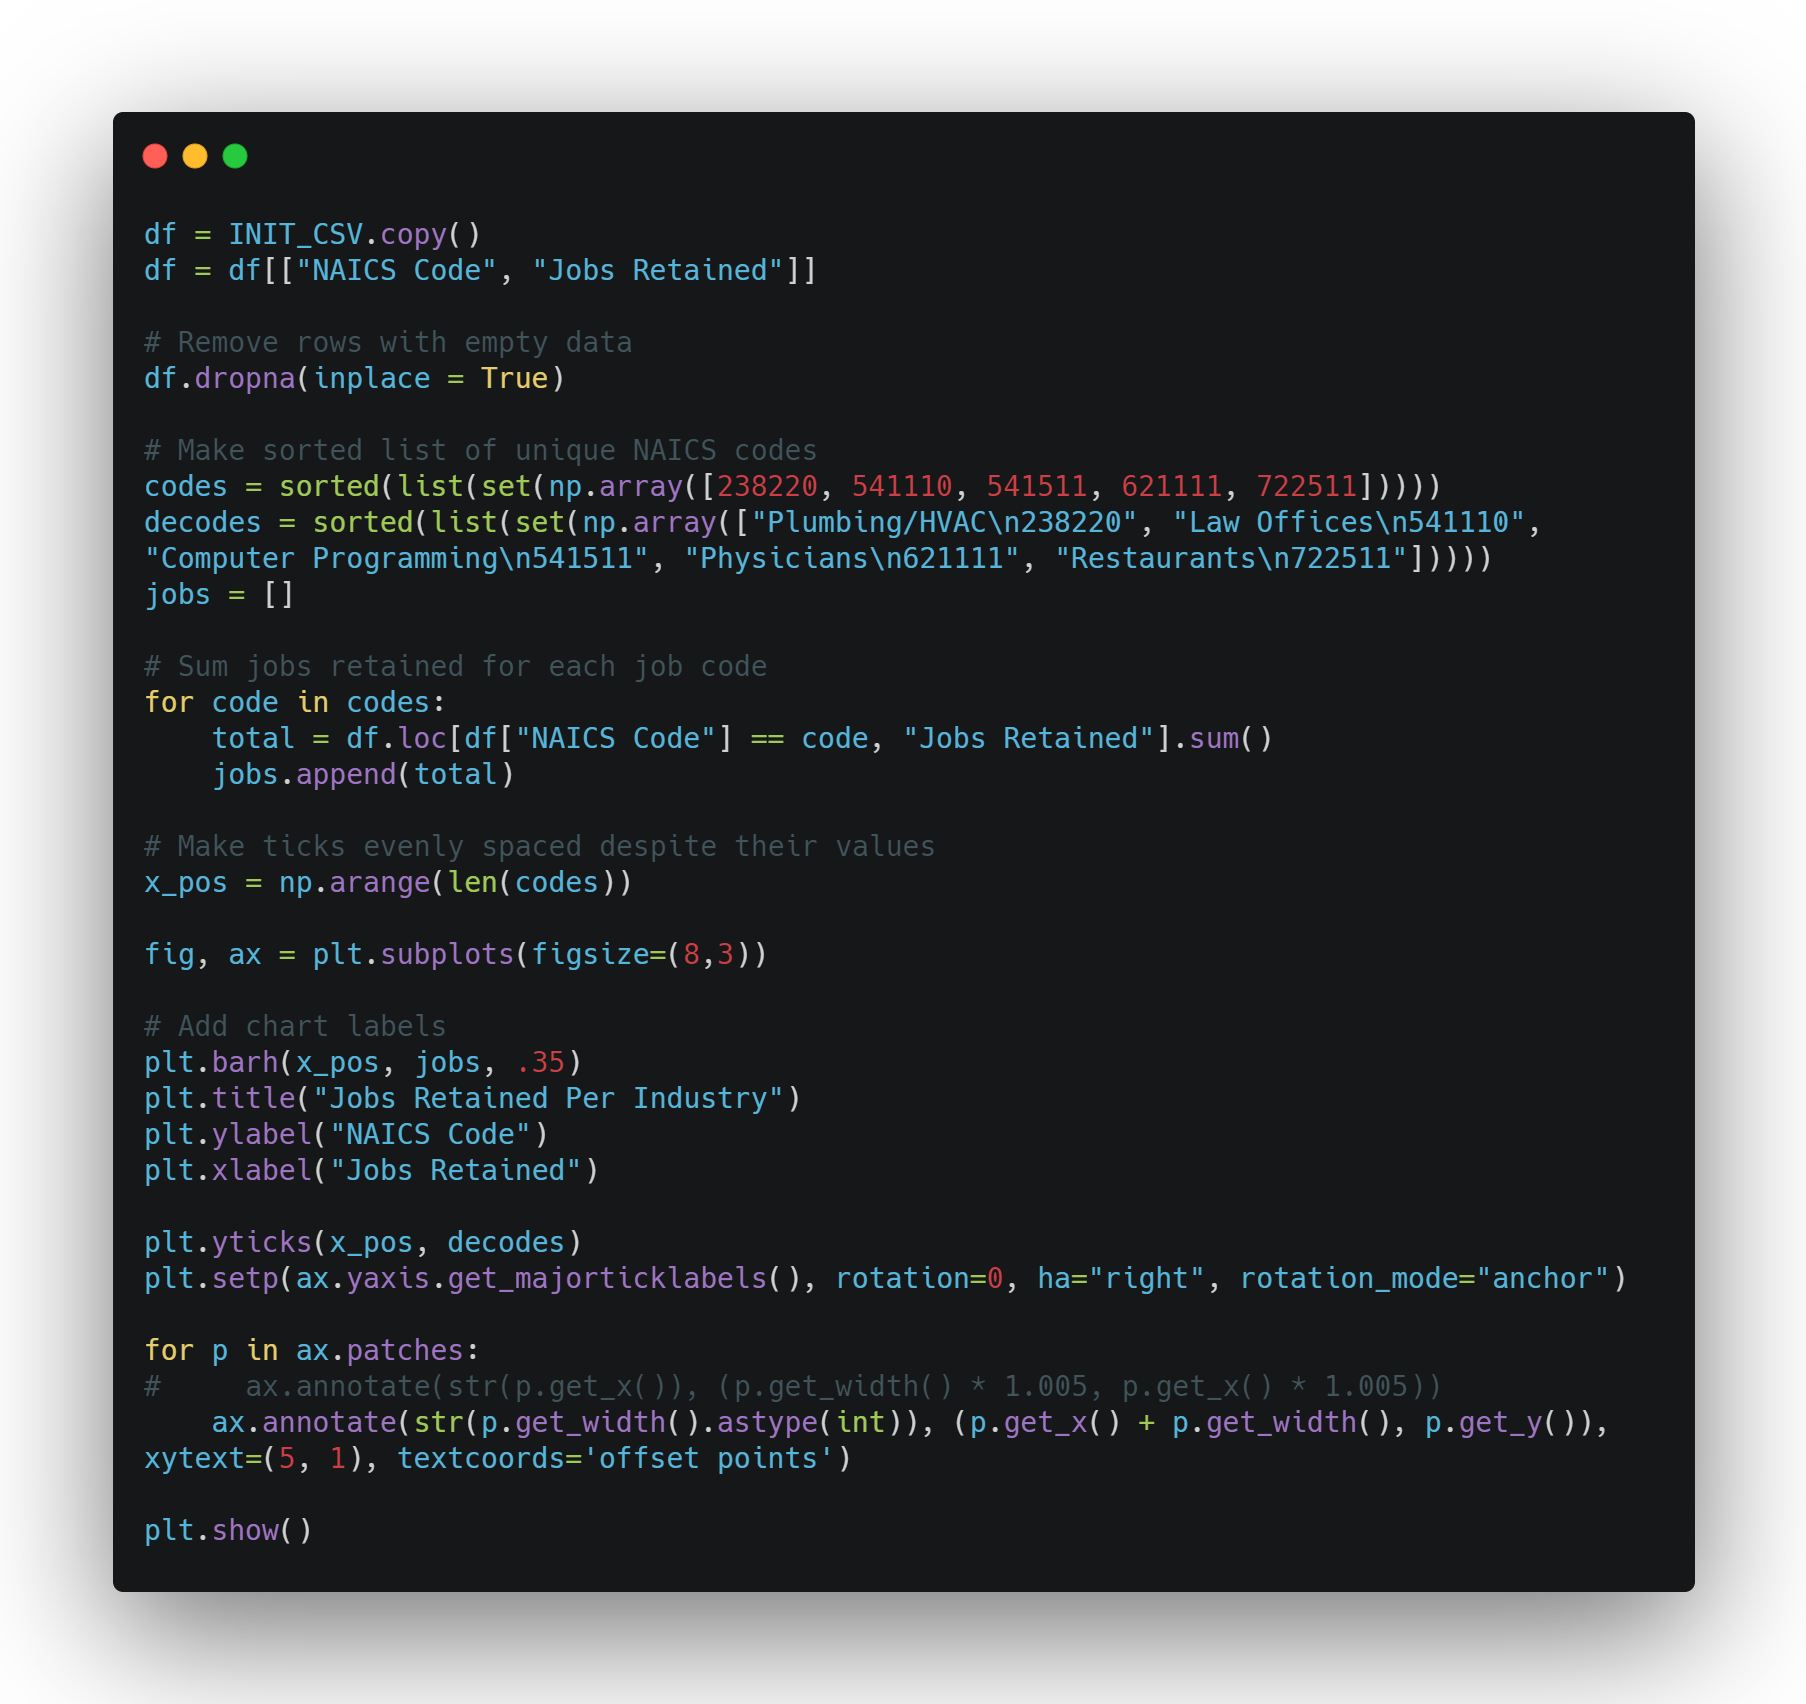 df = INIT_CSV.copy()
df = df[["NAICS Code", "Jobs Retained"]]

# Remove rows with empty data
df.dropna(inplace = True)

# Make sorted list of unique NAICS codes
codes = sorted(list(set(np.array([238220, 541110, 541511, 621111, 722511]))))
decodes = sorted(list(set(np.array(["Plumbing/HVAC\n238220", "Law Offices\n541110",
"Computer Programming\n541511", "Physicians\n621111", "Restaurants\n722511"]))))
jobs = []

# Sum jobs retained for each job code
for code in codes:
    total = df.loc[df["NAICS Code"] == code, "Jobs Retained"].sum()
    jobs.append(total)

# Make ticks evenly spaced despite their values
x_pos = np.arange(len(codes))

fig, ax = plt.subplots(figsize=(8,3))

# Add chart labels
plt.barh(x_pos, jobs, .35)
plt.title("Jobs Retained Per Industry")
plt.ylabel("NAICS Code")
plt.xlabel("Jobs Retained")

plt.yticks(x_pos, decodes)
plt.setp(ax.yaxis.get_majorticklabels(), rotation=0, ha="right", rotation_mode="anchor")

for p in ax.patches:
#     ax.annotate(str(p.get_x()), (p.get_width() * 1.005, p.get_x() * 1.005))
    ax.annotate(str(p.get_width().astype(int)), (p.get_x() + p.get_width(), p.get_y()),
xytext=(5, 1), textcoords='offset points')

plt.show()